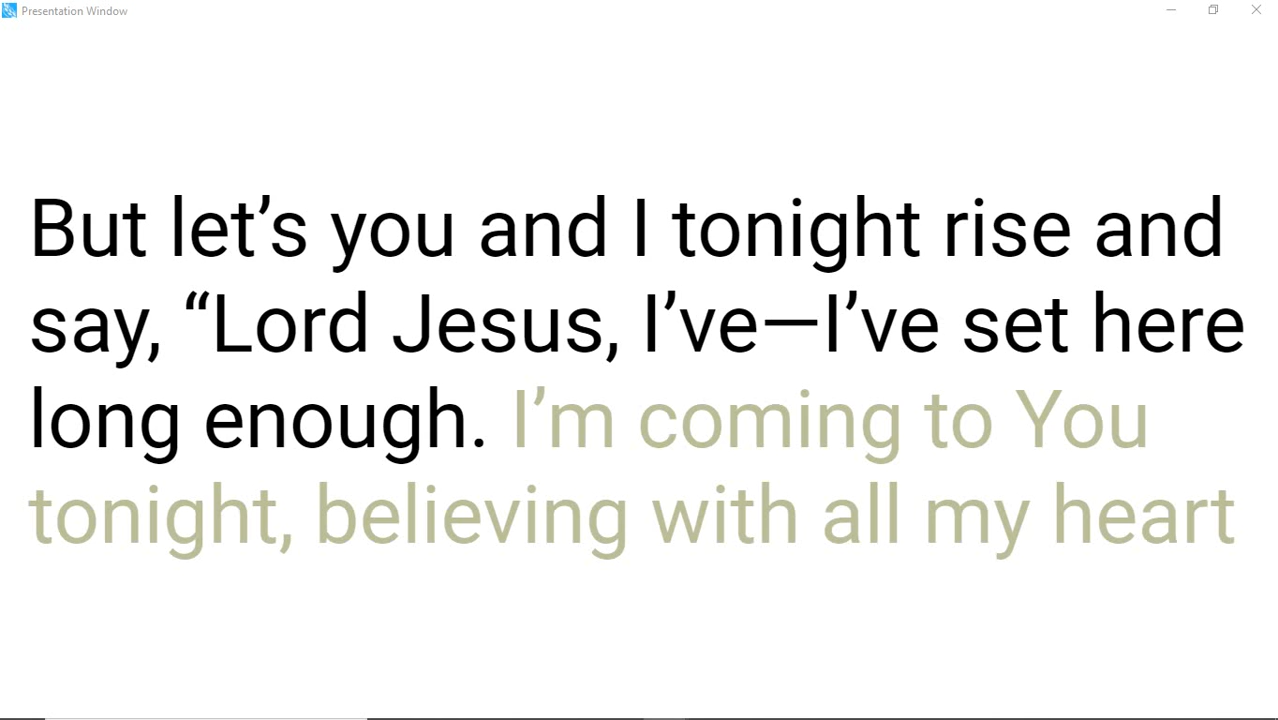 Presentation Window
But let’s you and I tonight rise and
say, “Lord Jesus, I’ve—I’ve set here
long enough. I’m coming to You
tonight, believing with all my heart